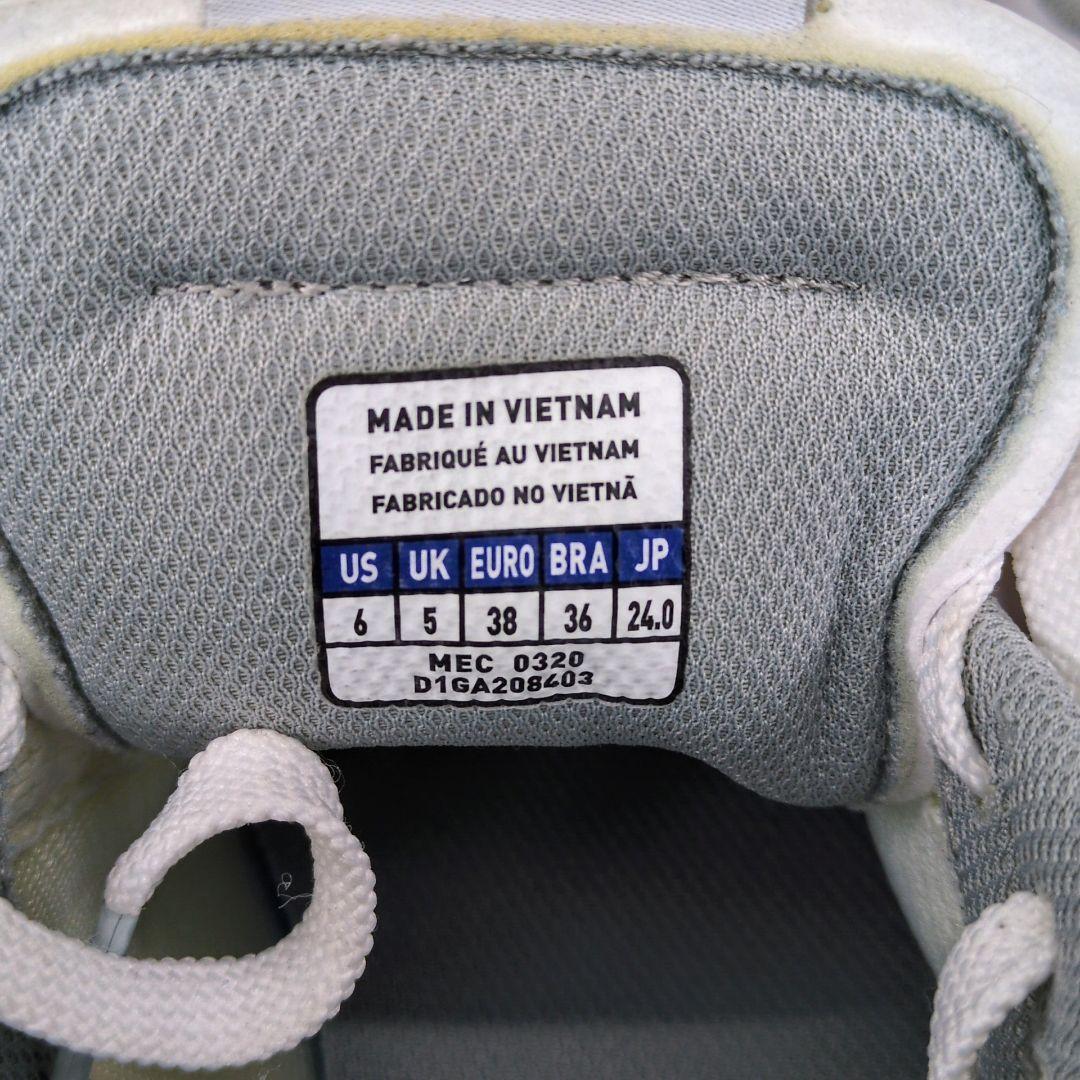 MADE IN VIETNAM
FABRIQUÉ AU VIETNAM
FABRICADO NO VIETNÃ
US UK EURO BRA JP
6 5 38 36 24.0
MEC 0320
D1GA208403